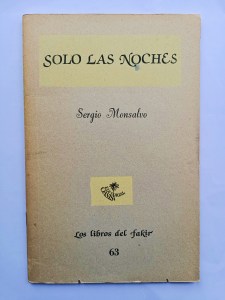 SOLO LAS NOCHES
Sergio Monsalvo
Los libros del fakir
63